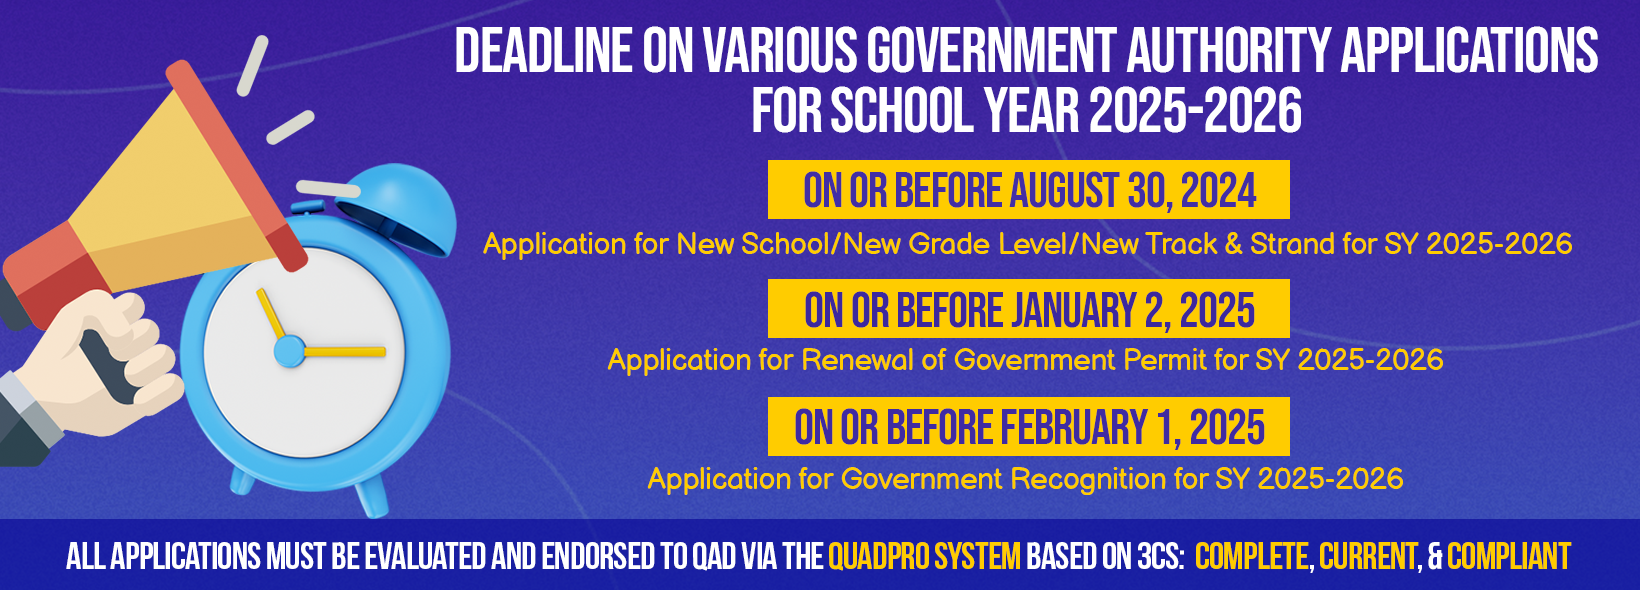 DEADLINE ON VARIOUS GOVERNMENT AUTHORITY APPLICATIONS
FOR SCHOOL YEAR 2025-2026
ON OR BEFORE AUGUST 30, 2024
Application for New School/New Grade Level/New Track & Strand for SY 2025-2026
ON OR BEFORE JANUARY 2, 2025
Application for Renewal of Government Permit for SY 2025-2026
ON OR BEFORE FEBRUARY 1, 2025
Application for Government Recognition for SY 2025-2026
ALL APPLICATIONS MUST BE EVALUATED AND ENDORSED TO QAD VIA THE QUADPRO SYSTEM BASED ON 3CS: COMPLETE, CURRENT, & COMPLIANT